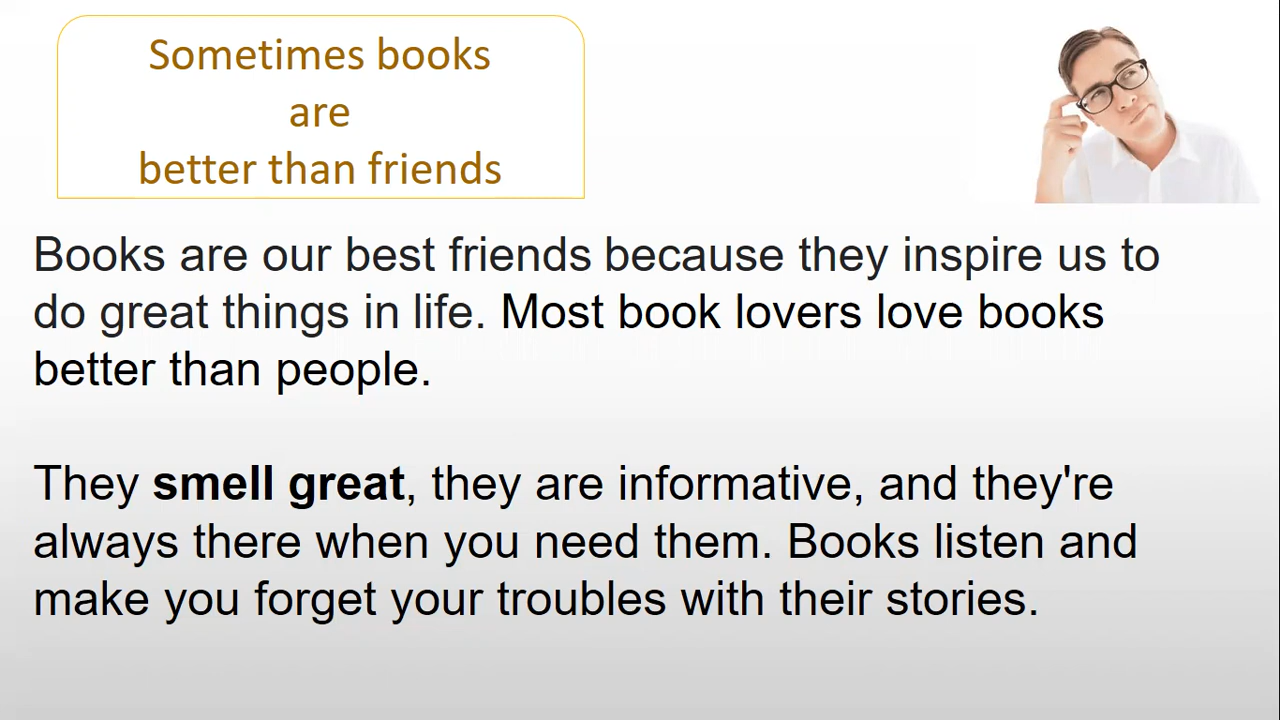 Sometimes books
are
better than friends
Books are our best friends because they inspire us to
do great things in life. Most book lovers love books
better than people.
They smell great, they are informative, and they're
always there when you need them. Books listen and
make you forget your troubles with their stories.